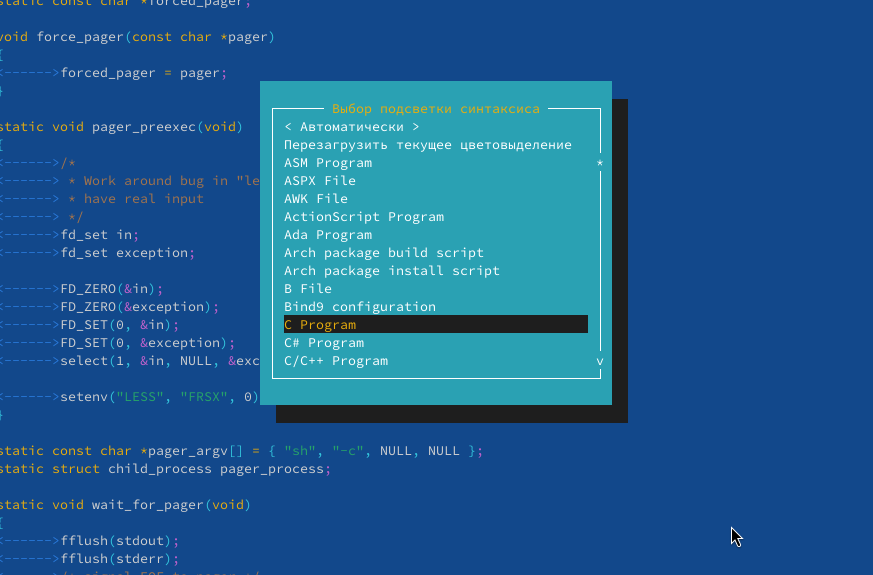 static const char *forced_pager;
void force_pager(const char *pager)
{
<------>forced_pager = pager;
}
static void pager_preexec(void)
{
<------>/*
<------> * Work around bug in "le
<------> * have real input
<------> */
<------>fd_set in;
<------>fd_set exception;
<------>FD_ZERO(&in);
<------>FD_ZERO(&exception);
<------>FD_SET(0, &in);
<------>FD_SET(0, &exception);
<------>select(1, &in, NULL, &exc
<------>setenv("LESS", "FRSX", 0)
}
static const char *pager_argv[] = { "sh", "-c", NULL, NULL };
static struct child_process pager_process;
static void wait_for_pager(void)
{
<------>fflush(stdout);
<------>fflush(stderr);
Выбор подсветки синтаксиса
< Автоматически >
Перезагрузить текущее цветовыделение
ASM Program
*
ASPX File
AWK File
ActionScript Program
Ada Program
Arch package build script
Arch package install script
B File
Bind9 configuration
C Program
C# Program
C/C++ Program
v